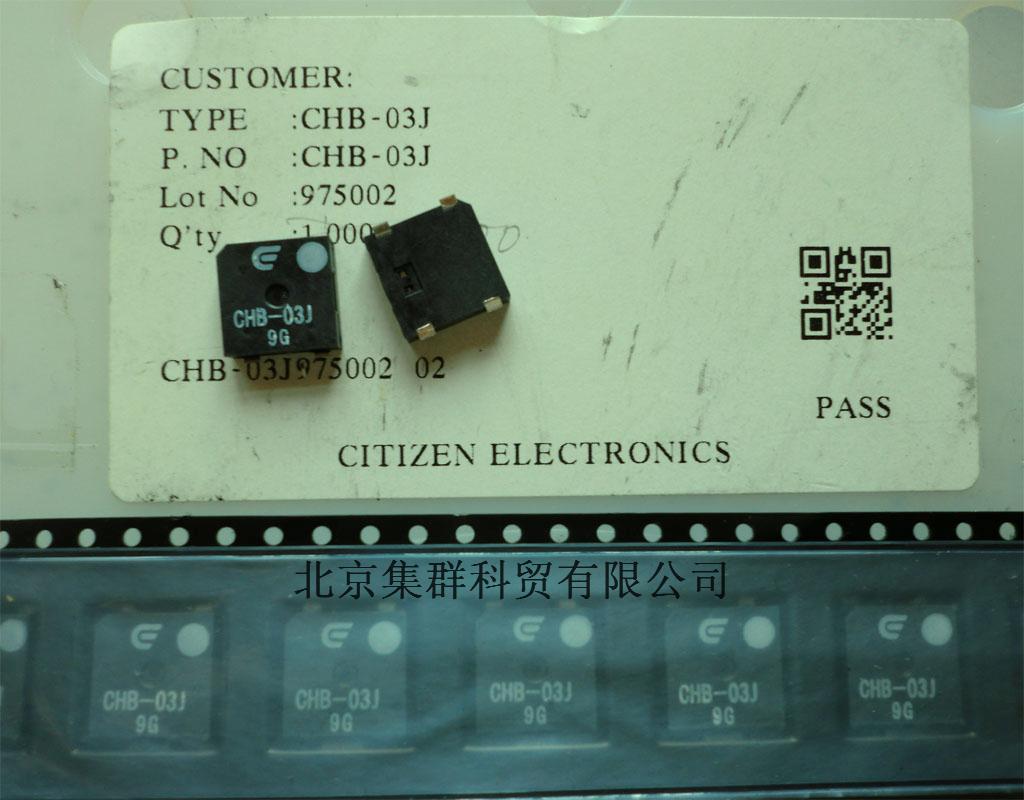 CUSTOMER:
TYPE :CHB-03J
P. NO :CHB-03J
Lot No :975002
Q'ty :1,000
CHB-03J
9G
CHB-03J975002 02
PASS
CITIZEN ELECTRONICS
北京集群科贸有限公司
CHB-03J
9G
CHB-03J
9G
CHB-03J
9G
CHB-03J
9G
CHB-03J
9G